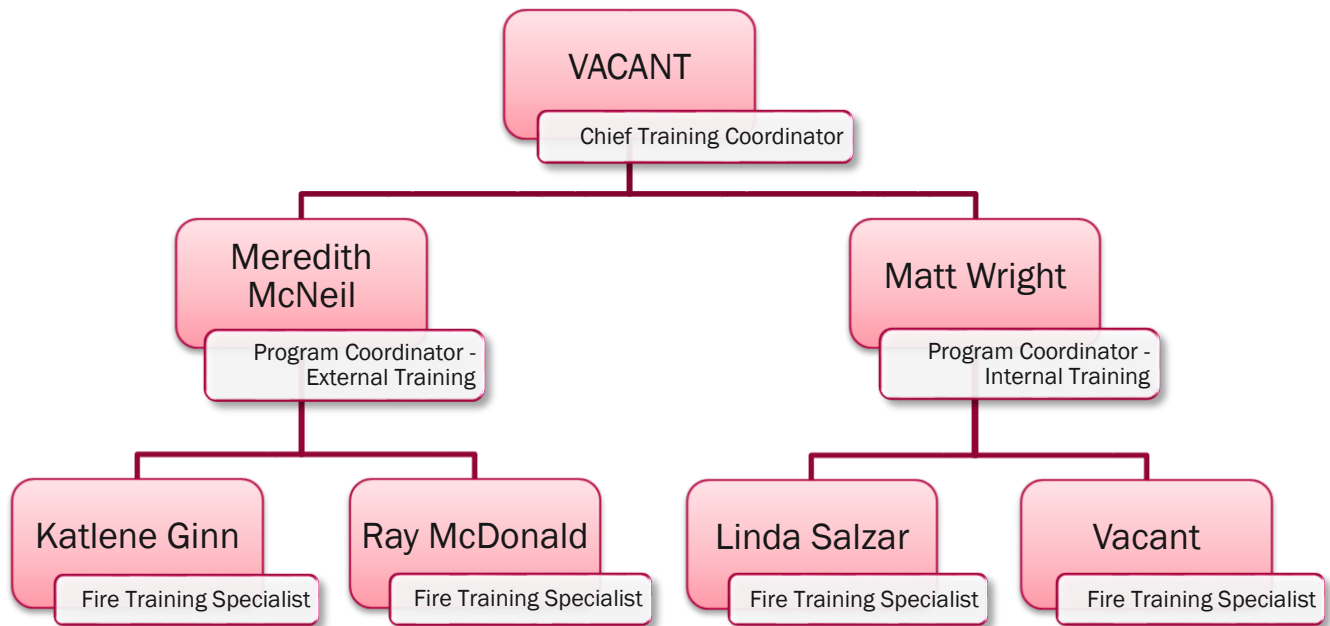 VACANT
Chief Training Coordinator
Meredith
McNeil
Program Coordinator -
External Training
Matt Wright
Program Coordinator -
Internal Training
Katlene Ginn
Fire Training Specialist
Ray McDonald
Fire Training Specialist
Linda Salzar
Fire Training Specialist
Vacant
Fire Training Specialist